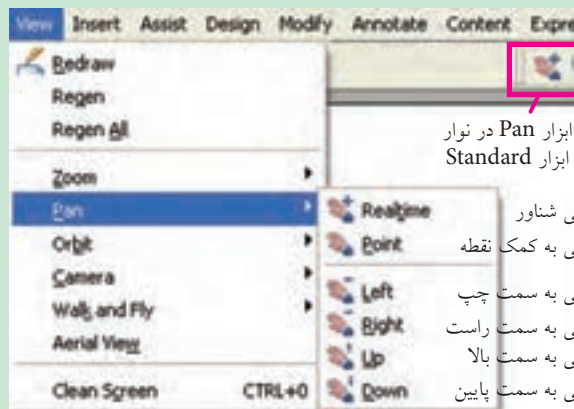 View Insert Assist Design Modify Annotate Content Expre
Redraw
Regen
Regen All
ابزار Pan در نوار
ابزار Standard
Zoom
Pan
Orbit
Camera
Walk and Fly
Aerial View
Clean Screen CTRL+0
Realtime
ی شناور
Point
ی به کمک نقطه
Left
ی به سمت چپ
Right
ی به سمت راست
Up
ی به سمت بالا
Down
ی به سمت پایین